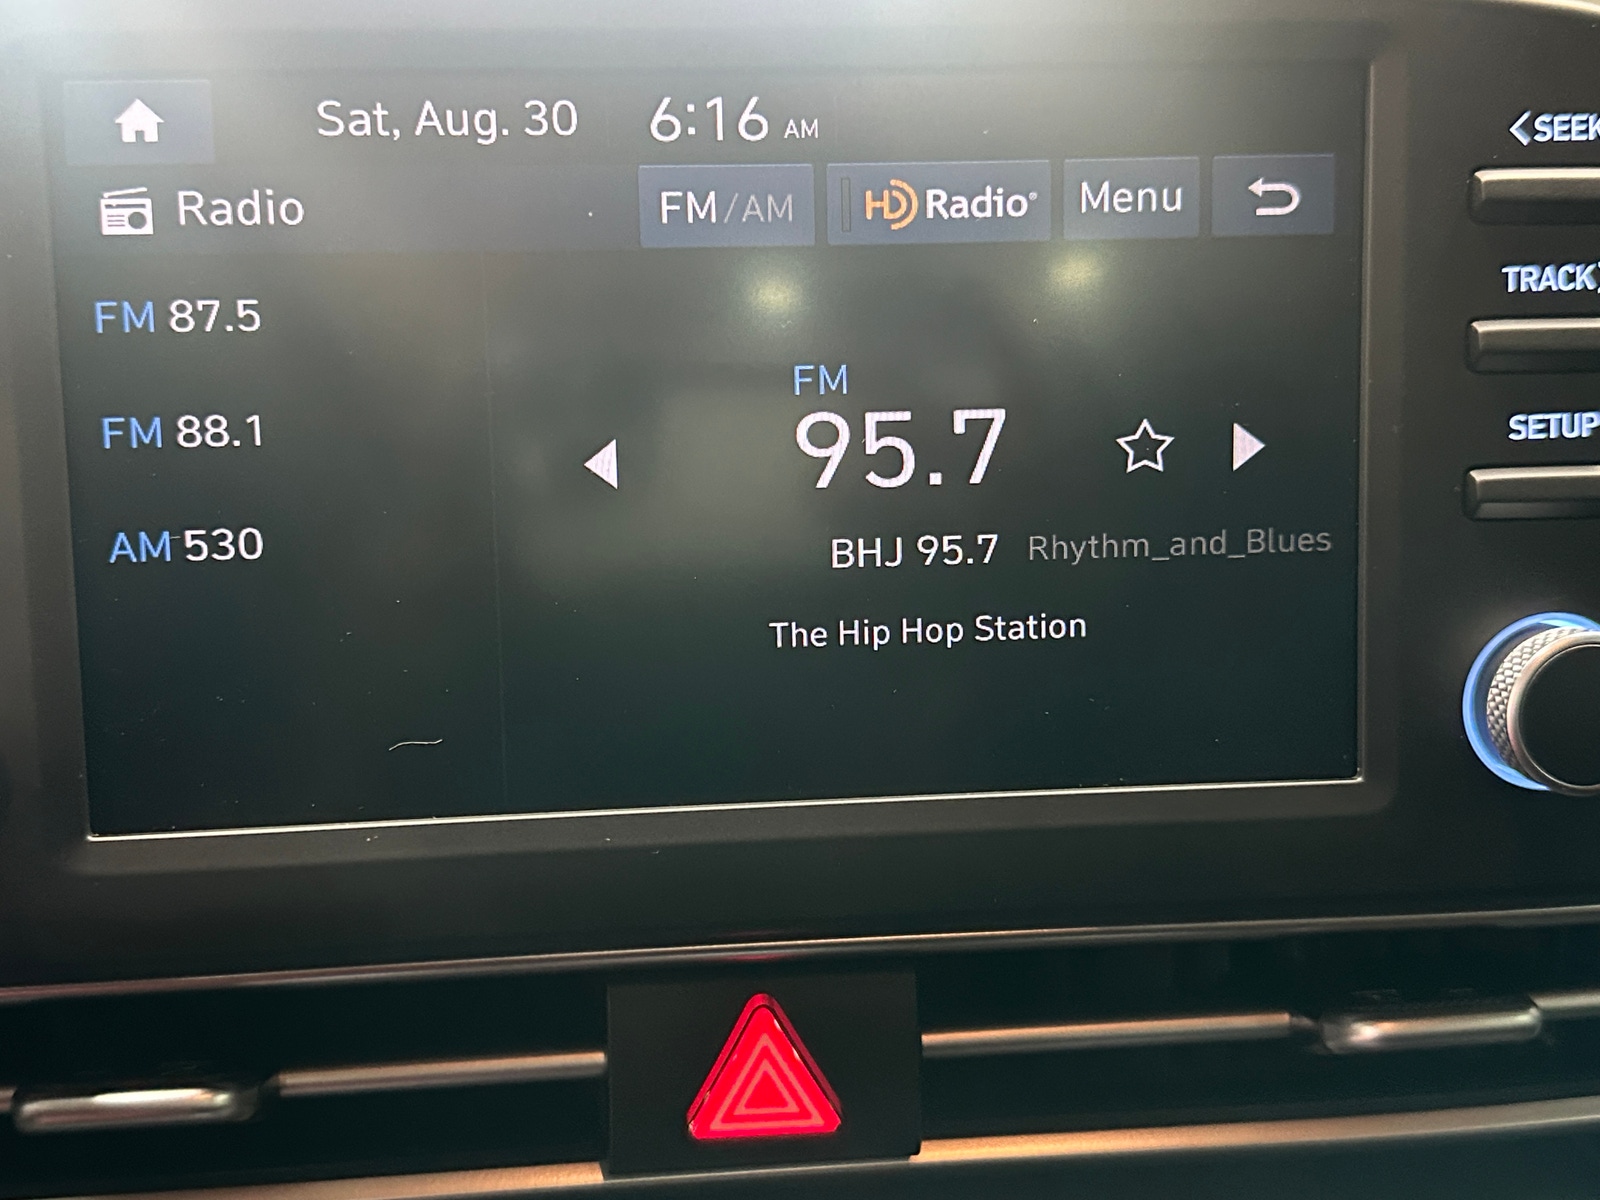 Sat, Aug. 30 6:16 AM
Radio FM/AM HD Radio® Menu
FM 87.5
FM 88.1
AM 530
FM
95.7
BHJ 95.7 Rhythm_and_Blues
The Hip Hop Station
SEEK
TRACK
SETUP